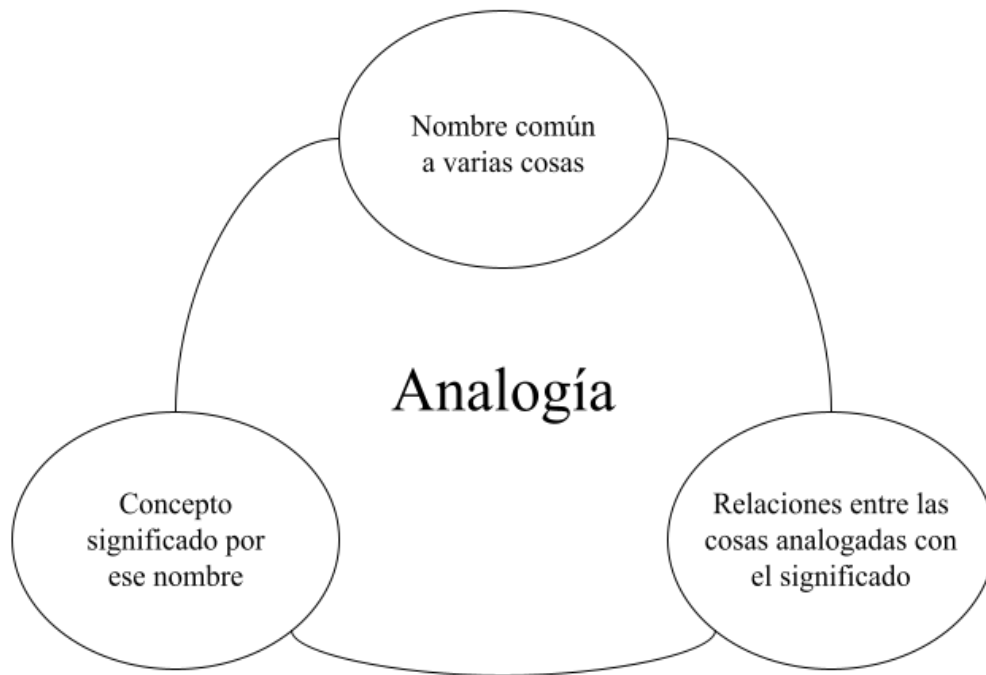 Nombre común
a varias cosas
Analogía
Concepto
significado por
ese nombre
Relaciones entre las
cosas analogadas con
el significado